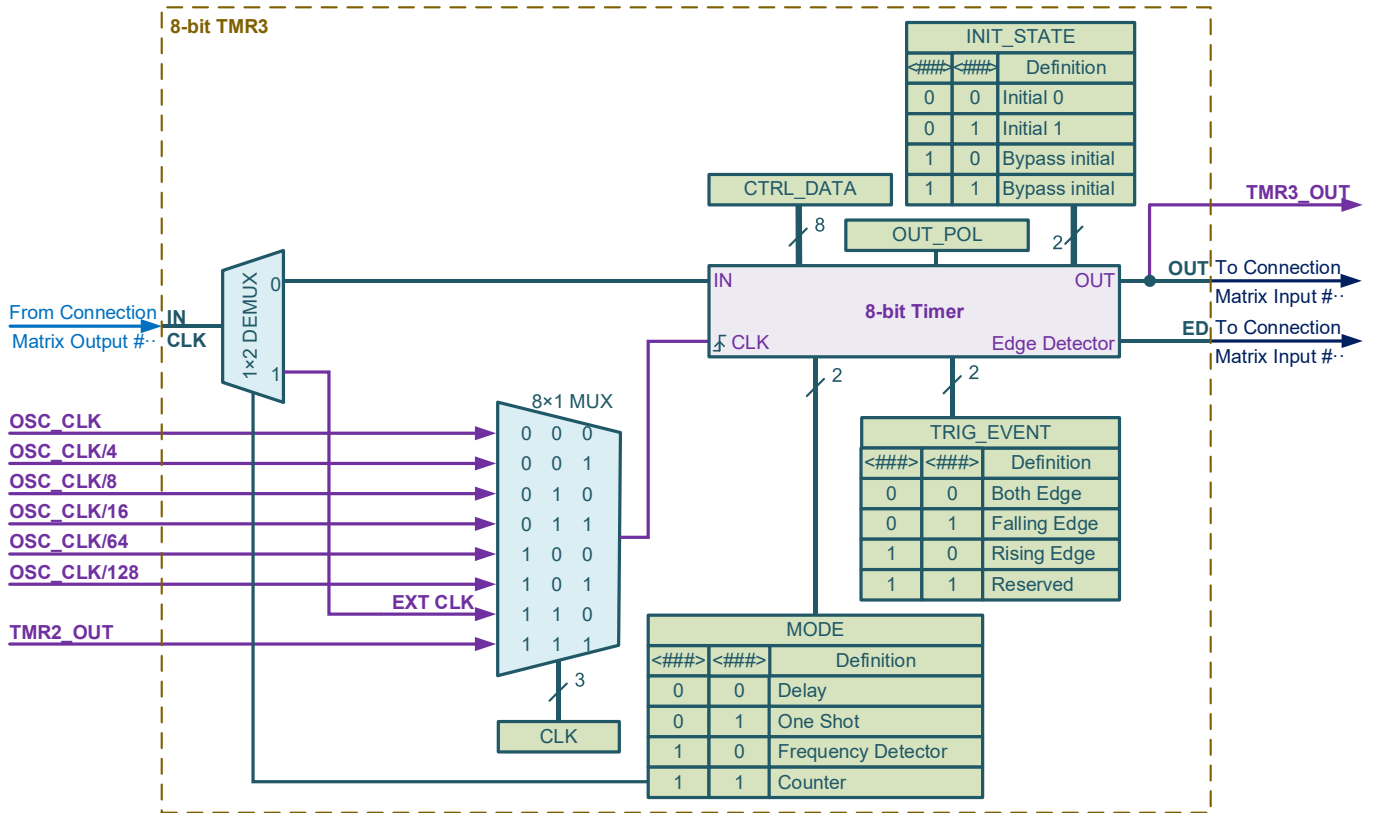 8-bit TMR3
INIT_STATE
<###> <###> Definition
0 0 Initial 0
0 1 Initial 1
1 0 Bypass initial
1 1 Bypass initial
CTRL_DATA
8
OUT_POL
2
TMR3_OUT
IN OUT
8-bit Timer
CLK Edge Detector
OUT To Connection
Matrix Input #··
ED To Connection
Matrix Input #··
From Connection
Matrix Output #··
IN
CLK
1×2 DEMUX
0
1
2
2
8×1 MUX
OSC_CLK
OSC_CLK/4
OSC_CLK/8
OSC_CLK/16
OSC_CLK/64
OSC_CLK/128
EXT CLK
TMR2_OUT
0 0 0
0 0 1
0 1 0
0 1 1
1 0 0
1 0 1
1 1 0
1 1 1
3
CLK
TRIG_EVENT
<###> <###> Definition
0 0 Both Edge
0 1 Falling Edge
1 0 Rising Edge
1 1 Reserved
MODE
<###> <###> Definition
0 0 Delay
0 1 One Shot
1 0 Frequency Detector
1 1 Counter